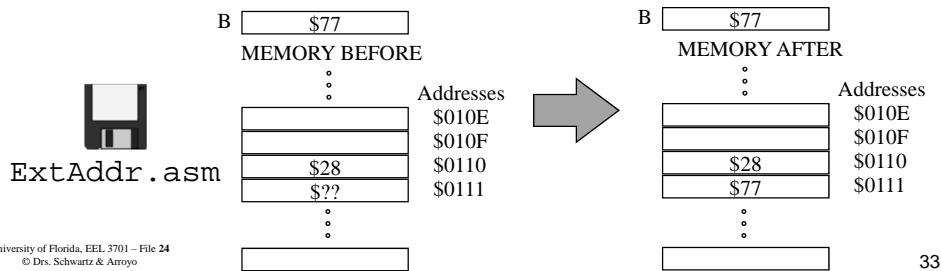 B $77
MEMORY BEFORE
Addresses
$010E
$010F
$28 $0110
$?? $0111
B $77
MEMORY AFTER
Addresses
$010E
$010F
$28 $0110
$77 $0111
ExtAddr.asm
niversity of Florida, EEL 3701 – File 24
© Drs. Schwartz & Arroyo
33